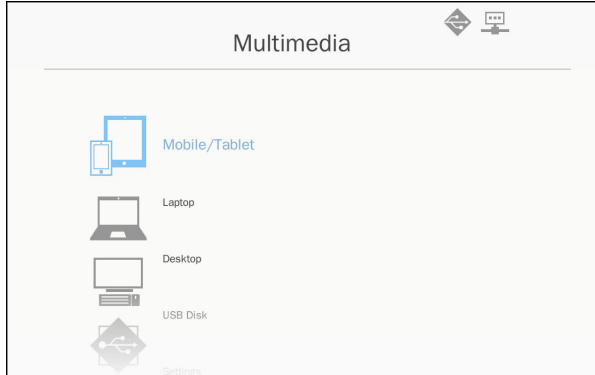 Multimedia
Mobile/Tablet
Laptop
Desktop
USB Disk
Settings